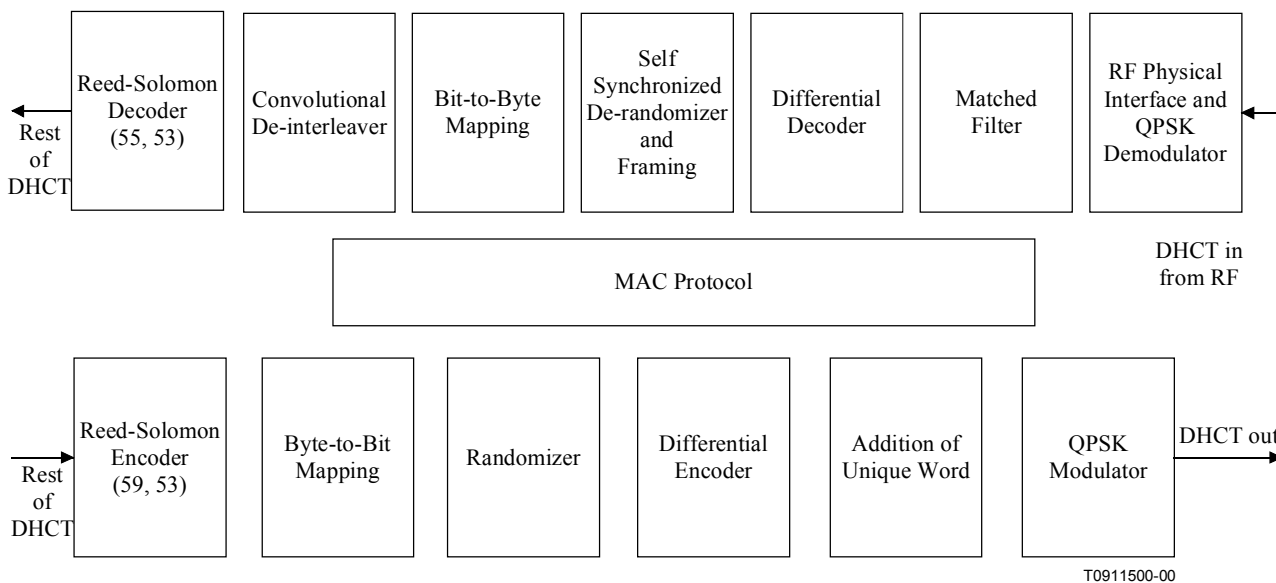 Reed-Solomon
Decoder
(55, 53)
Convolutional
De-interleaver
Bit-to-Byte
Mapping
Self
Synchronized
De-randomizer
and
Framing
Differential
Decoder
Matched
Filter
RF Physical
Interface and
QPSK
Demodulator
Rest
of
DHCT
MAC Protocol
DHCT in
from RF
Reed-Solomon
Encoder
(59, 53)
Byte-to-Bit
Mapping
Randomizer
Differential
Encoder
Addition of
Unique Word
QPSK
Modulator
DHCT out
Rest
of
DHCT
T0911500-00